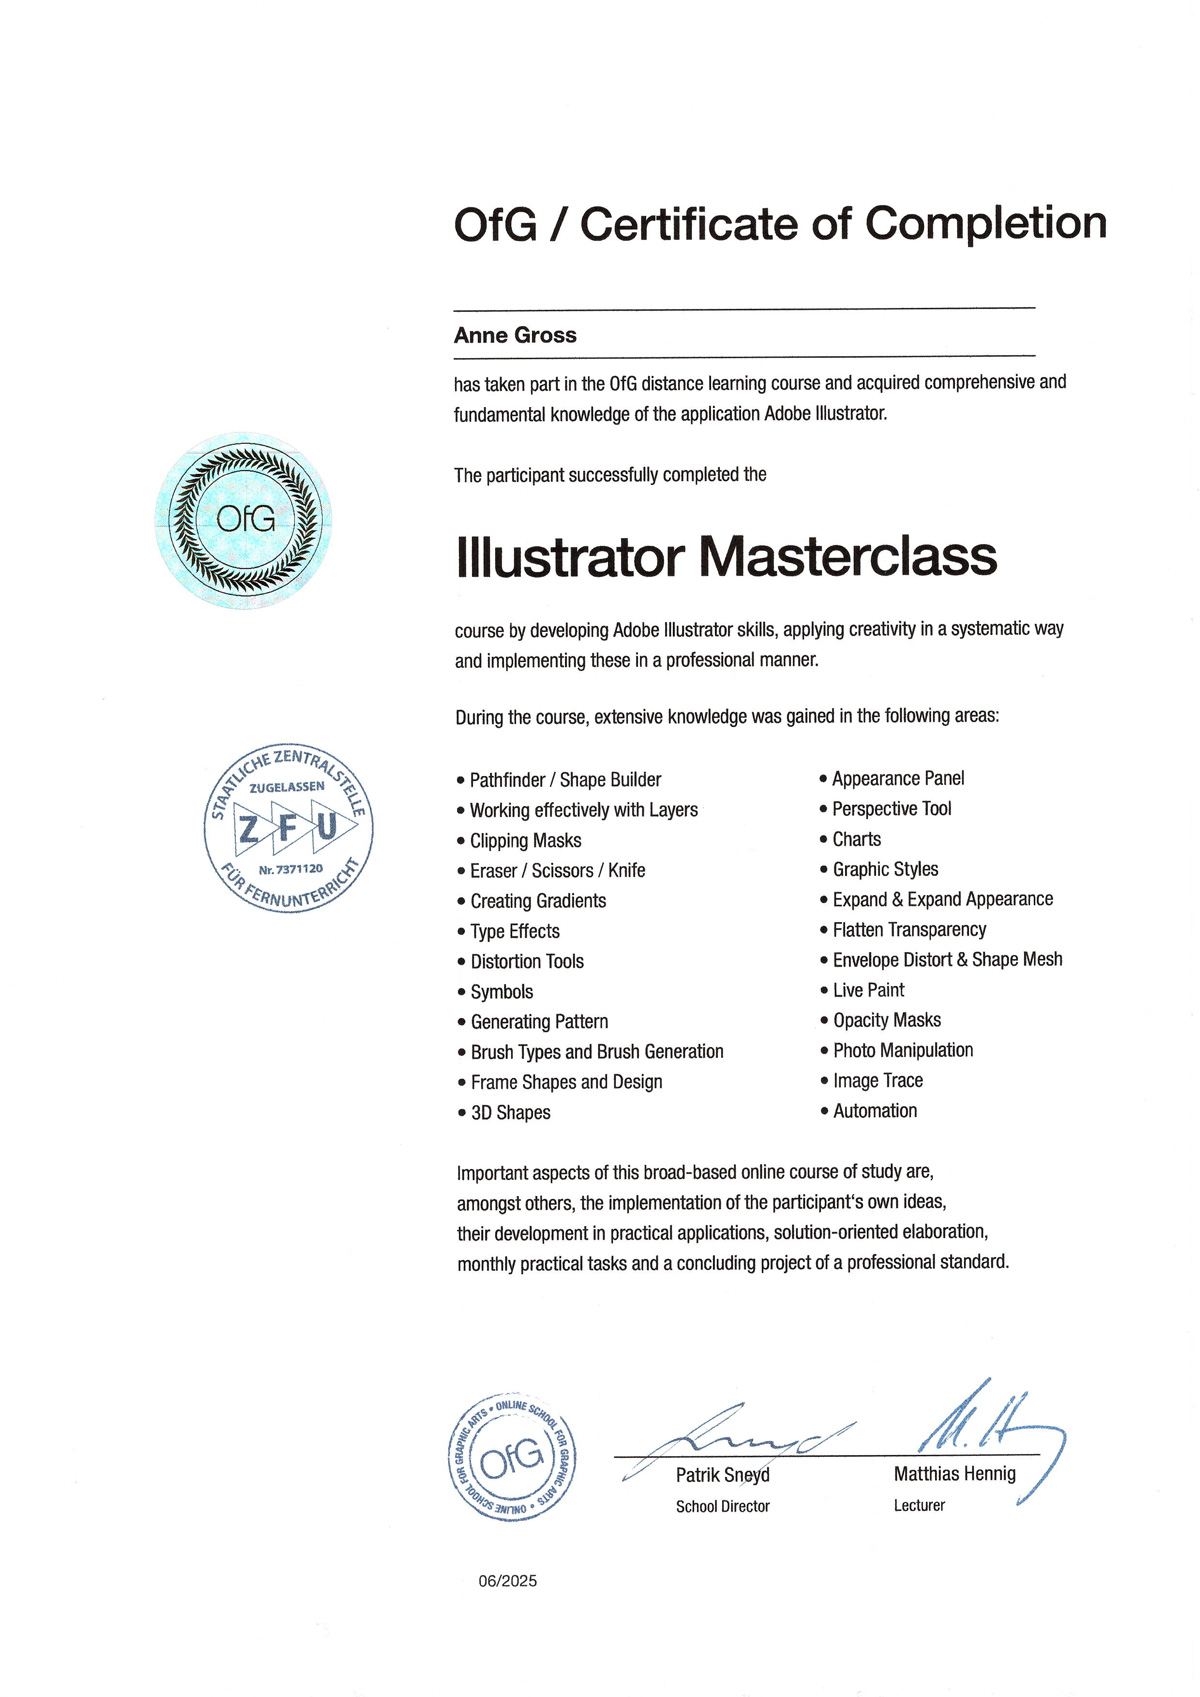 OfG / Certificate of Completion
Anne Gross
has taken part in the OfG distance learning course and acquired comprehensive and
fundamental knowledge of the application Adobe Illustrator.
OfG
The participant successfully completed the
Illustrator Masterclass
course by developing Adobe Illustrator skills, applying creativity in a systematic way
and implementing these in a professional manner.
During the course, extensive knowledge was gained in the following areas:
STAATLICHE ZENTRALSTELLE
ZUGELASSEN
Z F U
Nr. 7371120
FÜR FERNUNTERRICHT
• Pathfinder / Shape Builder
• Working effectively with Layers
• Clipping Masks
• Eraser / Scissors / Knife
• Creating Gradients
• Type Effects
• Distortion Tools
• Symbols
• Generating Pattern
• Brush Types and Brush Generation
• Frame Shapes and Design
• 3D Shapes
• Appearance Panel
• Perspective Tool
• Charts
• Graphic Styles
• Expand & Expand Appearance
• Flatten Transparency
• Envelope Distort & Shape Mesh
• Live Paint
• Opacity Masks
• Photo Manipulation
• Image Trace
• Automation
Important aspects of this broad-based online course of study are,
amongst others, the implementation of the participant‘s own ideas,
their development in practical applications, solution-oriented elaboration,
monthly practical tasks and a concluding project of a professional standard.
• ONLINE SCHOOL FOR GRAPHIC ARTS • ONLINE SCHOOL FOR GRAPHIC ARTS
OfG
M. H
Patrik Sneyd
School Director
Matthias Hennig
Lecturer
06/2025